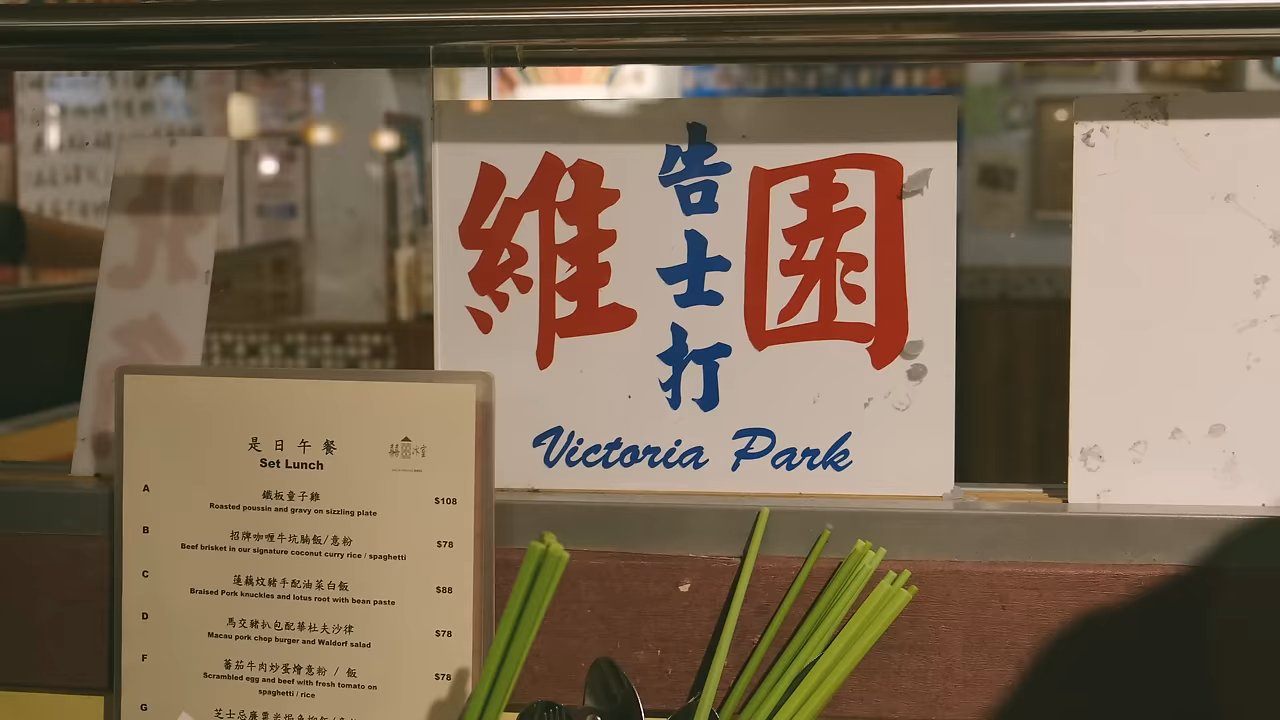 維園
告士打
Victoria Park
是日午餐
Set Lunch
A
鐵板童子雞
Roasted poussin and gravy on sizzling plate
$108
B
招牌咖喱牛坑腩飯/意粉
Beef brisket in our signature coconut curry rice / spaghetti
$78
C
蓮藕炆豬手配油菜白飯
Braised Pork knuckles and lotus root with bean paste
$88
D
馬交豬扒包配華杜夫沙律
Macau pork chop burger and Waldorf salad
$78
F
蕃茄牛肉炒蛋燴意粉 / 飯
Scrambled egg and beef with fresh tomato on
spaghetti / rice
$78
G